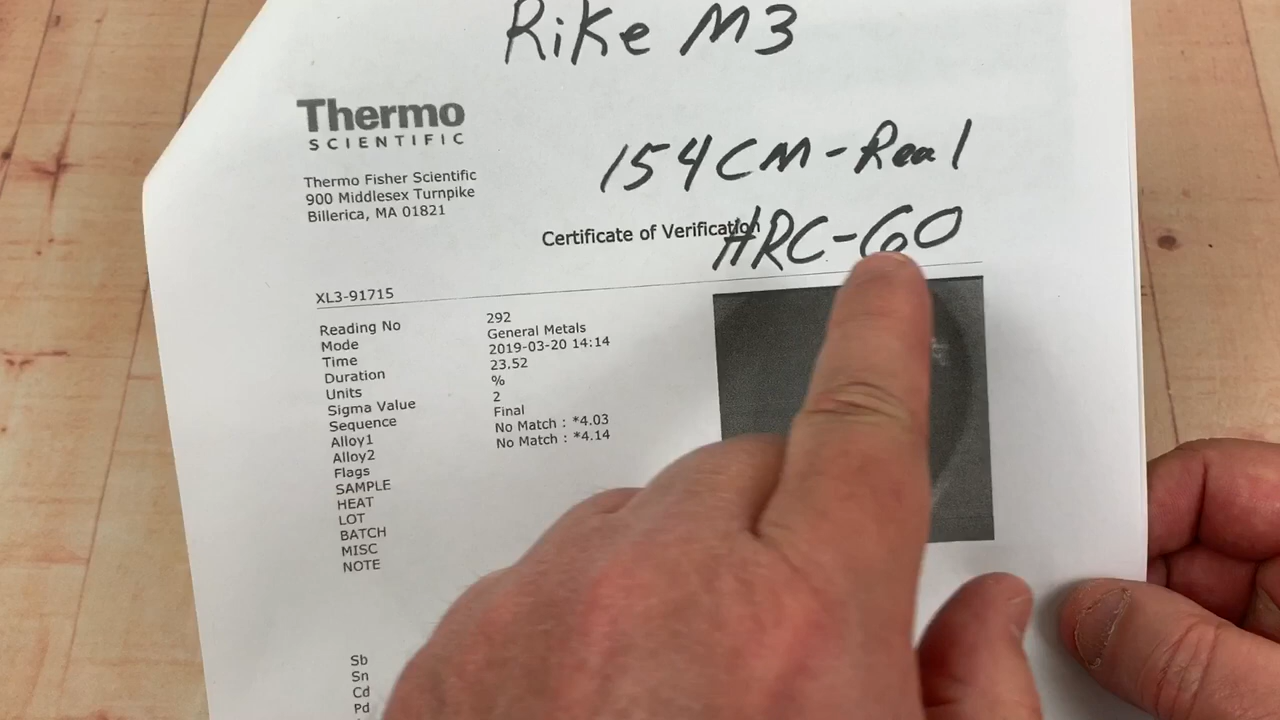 Rike M3
Thermo
SCIENTIFIC
154CM-Real
Thermo Fisher Scientific
900 Middlesex Turnpike
Billerica, MA 01821
Certificate of Verification
HRC-60
XL3-91715
Reading No 292
Mode General Metals
Time 2019-03-20 14:14
Duration 23.52
Units %
Sigma Value 2
Sequence Final
Alloy1 No Match : *4.03
Alloy2 No Match : *4.14
Flags
SAMPLE
HEAT
LOT
BATCH
MISC
NOTE
Sb
Sn
Cd
Pd